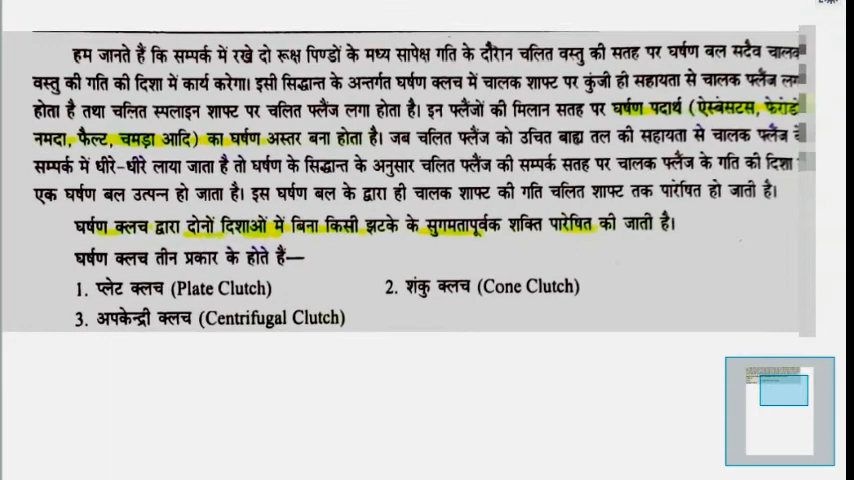 हम जानते हैं कि सम्पर्क में रखे दो रूक्ष पिण्डों के मध्य सापेक्ष गति के दौरान चलित वस्तु की सतह पर घर्षण बल सदैव चालक
वस्तु की गति की दिशा में कार्य करेगा। इसी सिद्धान्त के अन्तर्गत घर्षण क्लच में चालक शाफ्ट पर कुंजी ही सहायता से चालक फ्लैंज लगा
होता है तथा चलित स्पलाइन शाफ्ट पर चलित फ्लैंज लगा होता है। इन फ्लैंजों की मिलान सतह पर घर्षण पदार्थ (ऐस्बेसटस, फेराडो
नमदा, फैल्ट, चमड़ा आदि) का घर्षण अस्तर बना होता है। जब चलित फ्लैंज को उचित बाह्य तल की सहायता से चालक फ्लैंज के
सम्पर्क में धीरे-धीरे लाया जाता है तो घर्षण के सिद्धान्त के अनुसार चलित फ्लैंज की सम्पर्क सतह पर चालक फ्लैंज के गति की दिशा
एक घर्षण बल उत्पन्न हो जाता है। इस घर्षण बल के द्वारा ही चालक शाफ्ट की गति चलित शाफ्ट तक पारेषित हो जाती है।
घर्षण क्लच द्वारा दोनों दिशाओं में बिना किसी झटके के सुगमतापूर्वक शक्ति पारेषित की जाती है।
घर्षण क्लच तीन प्रकार के होते हैं—
1. प्लेट क्लच (Plate Clutch) 2. शंकु क्लच (Cone Clutch)
3. अपकेन्द्री क्लच (Centrifugal Clutch)